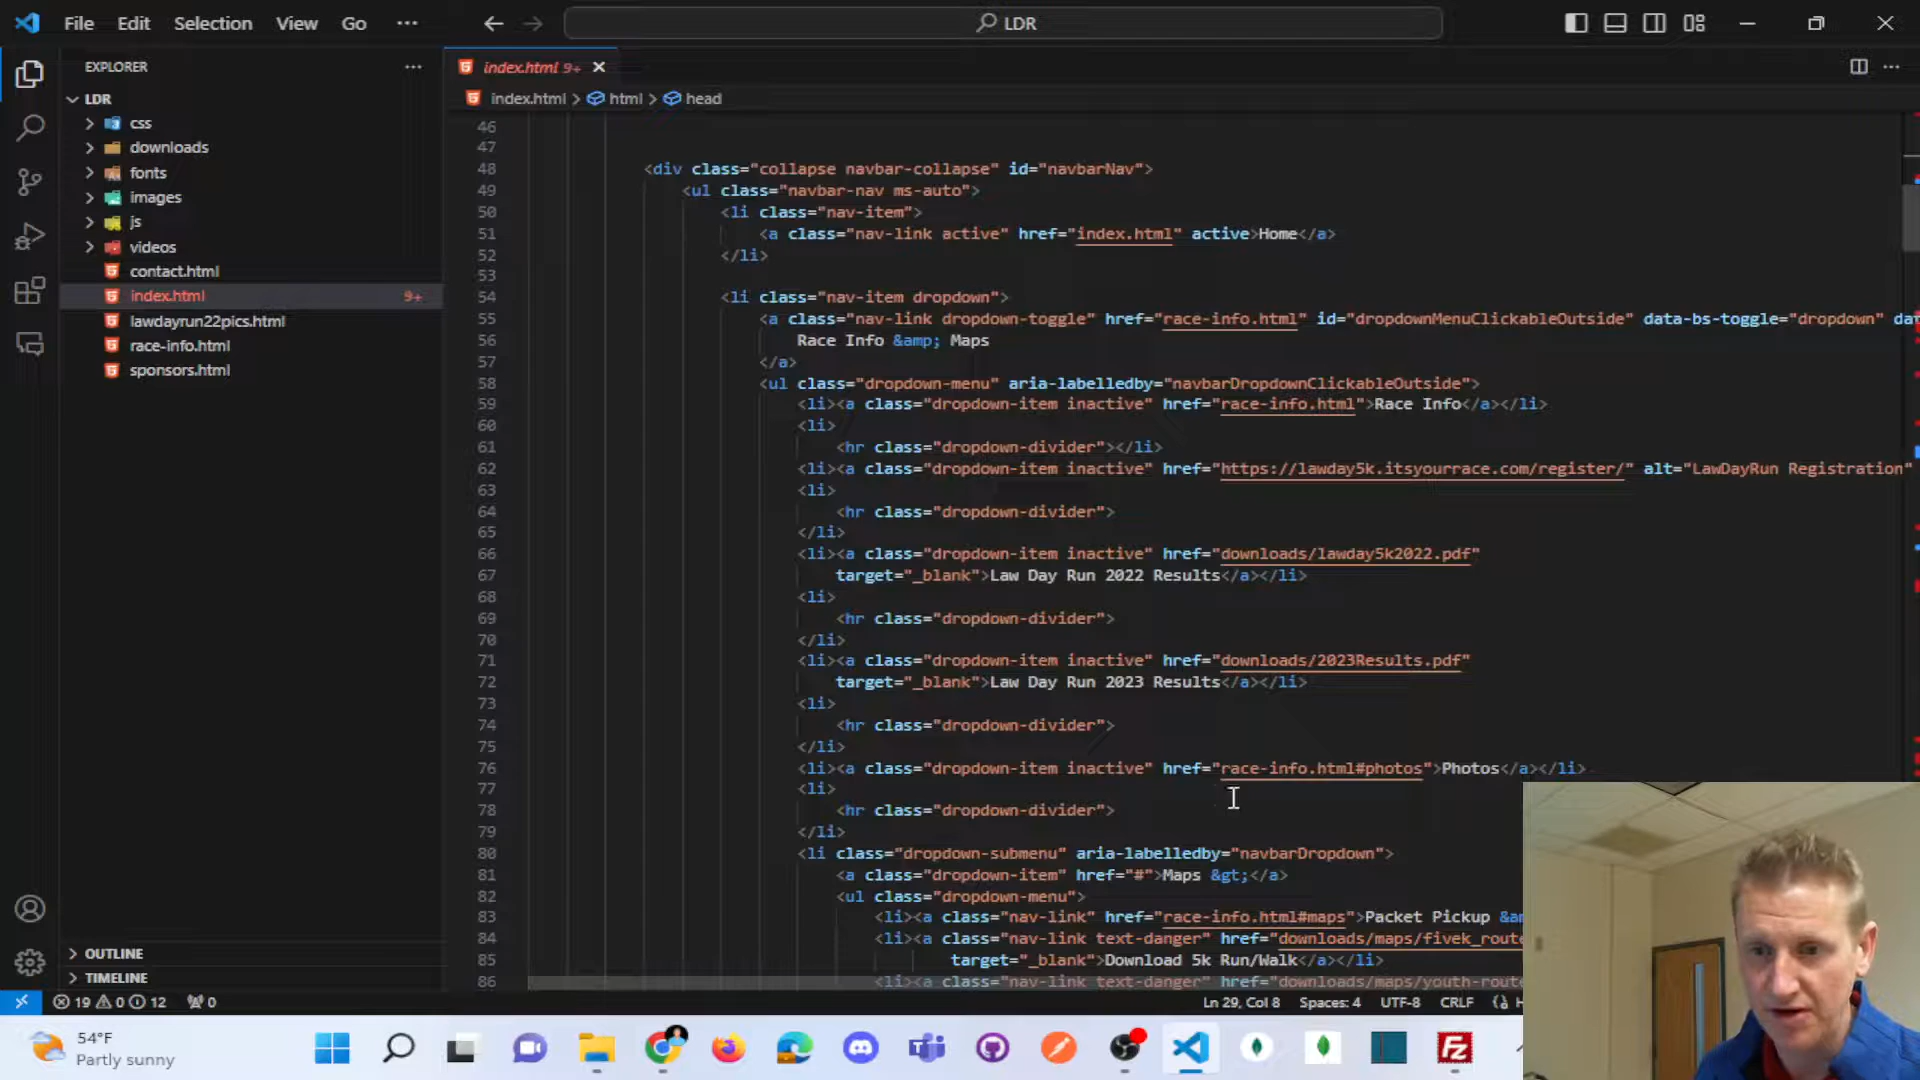 File Edit Selection View Go ··· LDR
EXPLORER ···
LDR
css
downloads
fonts
images
js
videos
contact.html
index.html 9+
lawdayrun22pics.html
race-info.html
sponsors.html
OUTLINE
TIMELINE
index.html 9+
index.html > html > head
46
47
48 <div class="collapse navbar-collapse" id="navbarNav">
49 <ul class="navbar-nav ms-auto">
50 <li class="nav-item">
51 <a class="nav-link active" href="index.html" active>Home</a>
52 </li>
53
54 <li class="nav-item dropdown">
55 <a class="nav-link dropdown-toggle" href="race-info.html" id="dropdownMenuClickableOutside" data-bs-toggle="dropdown" dat
56 Race Info &amp; Maps
57 </a>
58 <ul class="dropdown-menu" aria-labelledby="navbarDropdownClickableOutside">
59 <li><a class="dropdown-item inactive" href="race-info.html">Race Info</a></li>
60 <li>
61 <hr class="dropdown-divider"></li>
62 <li><a class="dropdown-item inactive" href="https://lawday5k.itsyourrace.com/register/" alt="LawDayRun Registration"
63 <li>
64 <hr class="dropdown-divider">
65 </li>
66 <li><a class="dropdown-item inactive" href="downloads/lawday5k2022.pdf"
67 target="_blank">Law Day Run 2022 Results</a></li>
68 <li>
69 <hr class="dropdown-divider">
70 </li>
71 <li><a class="dropdown-item inactive" href="downloads/2023Results.pdf"
72 target="_blank">Law Day Run 2023 Results</a></li>
73 <li>
74 <hr class="dropdown-divider">
75 </li>
76 <li><a class="dropdown-item inactive" href="race-info.html#photos">Photos</a></li>
77 <li>
78 <hr class="dropdown-divider">
79 </li>
80 <li class="dropdown-submenu" aria-labelledby="navbarDropdown">
81 <a class="dropdown-item" href="#">Maps &gt;</a>
82 <ul class="dropdown-menu">
83 <li><a class="nav-link" href="race-info.html#maps">Packet Pickup &am
84 <li><a class="nav-link text-danger" href="downloads/maps/fivek_route
85 target="_blank">Download 5k Run/Walk</a></li>
86 <li><a class="nav-link text-danger" href="downloads/maps/youth-route
19 0 12 0 Ln 29, Col 8 Spaces: 4 UTF-8 CRLF H
54°F
Partly sunny